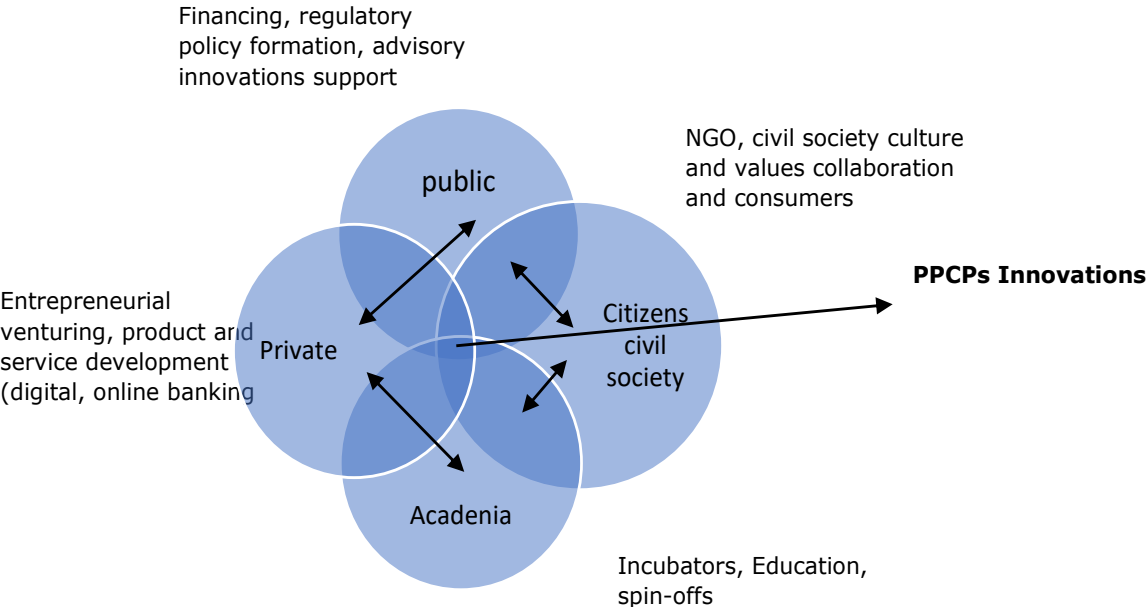 Financing, regulatory
policy formation, advisory
innovations support
public
NGO, civil society culture
and values collaboration
and consumers
PPCPs Innovations
Entrepreneurial
venturing, product and
service development
(digital, online banking
Private
Citizens
civil
society
Acadenia
Incubators, Education,
spin-offs